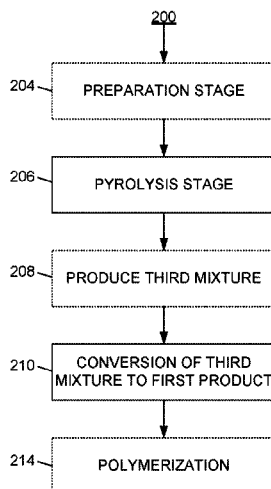 200
204
PREPARATION STAGE
206
PYROLYSIS STAGE
208
PRODUCE THIRD MIXTURE
210
CONVERSION OF THIRD
MIXTURE TO FIRST PRODUCT
214
POLYMERIZATION